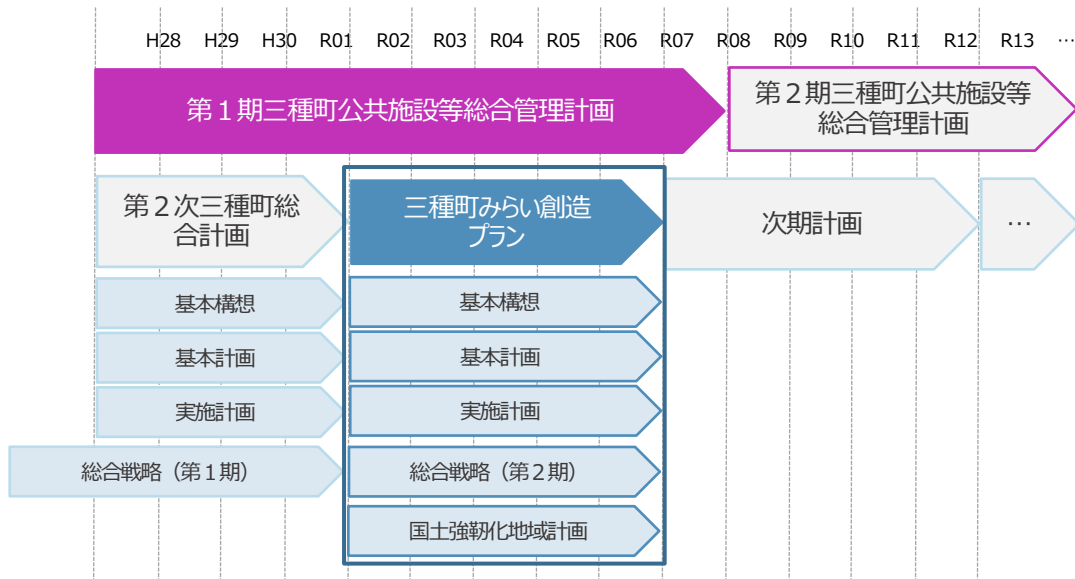 H28 H29 H30 R01 R02 R03 R04 R05 R06 R07 R08 R09 R10 R11 R12 R13 …
第１期三種町公共施設等総合管理計画
第２期三種町公共施設等
総合管理計画
第２次三種町総
合計画
三種町みらい創造
プラン
次期計画
…
基本構想
基本構想
基本計画
基本計画
実施計画
実施計画
総合戦略（第１期）
総合戦略（第２期）
国土強靭化地域計画